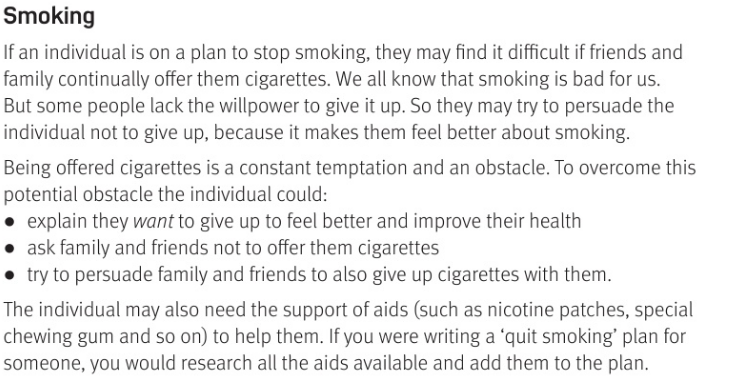 Smoking
If an individual is on a plan to stop smoking, they may find it difficult if friends and
family continually offer them cigarettes. We all know that smoking is bad for us.
But some people lack the willpower to give it up. So they may try to persuade the
individual not to give up, because it makes them feel better about smoking.
Being offered cigarettes is a constant temptation and an obstacle. To overcome this
potential obstacle the individual could:
● explain they want to give up to feel better and improve their health
● ask family and friends not to offer them cigarettes
● try to persuade family and friends to also give up cigarettes with them.
The individual may also need the support of aids (such as nicotine patches, special
chewing gum and so on) to help them. If you were writing a ‘quit smoking’ plan for
someone, you would research all the aids available and add them to the plan.